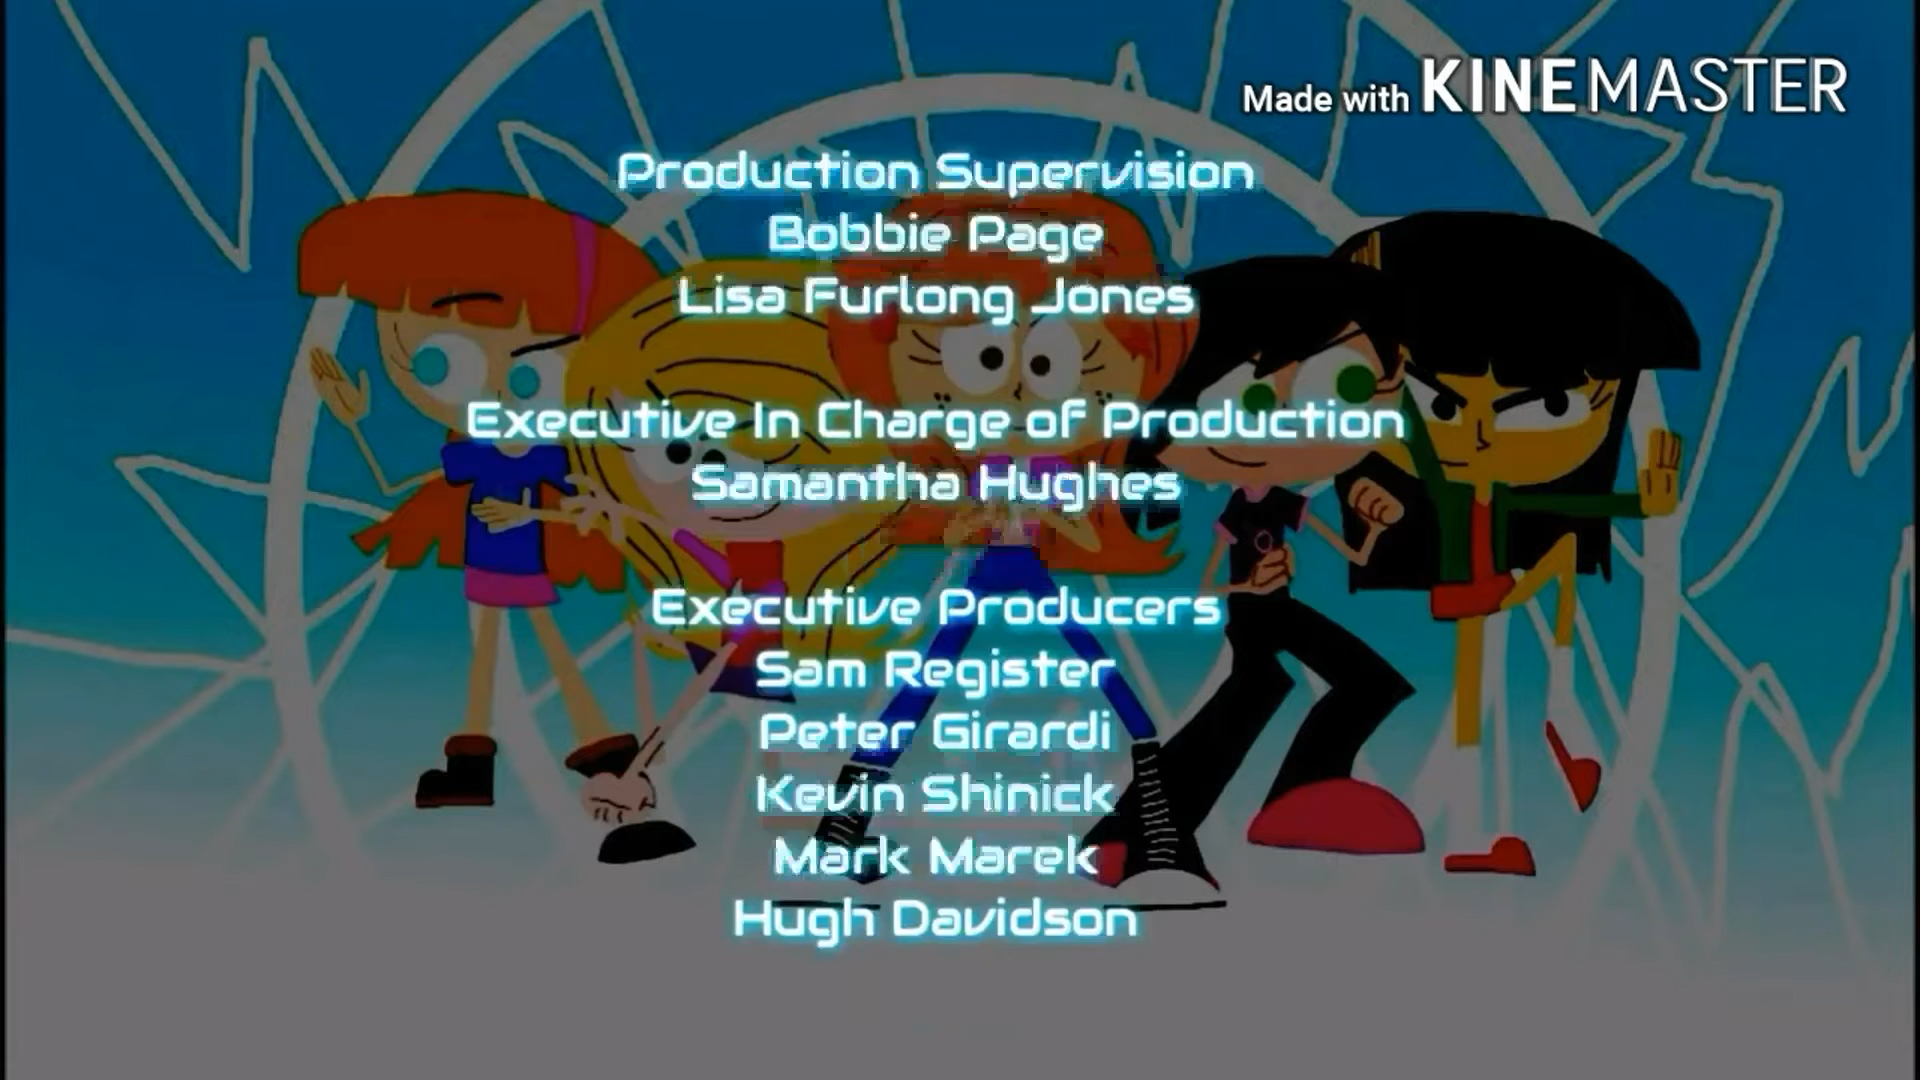 Made with KINEMASTER
Production Supervision
Bobbie Page
Lisa Furlong Jones
Executive In Charge of Production
Samantha Hughes
Executive Producers
Sam Register
Peter Girardi
Kevin Shinick
Mark Marek
Hugh Davidson